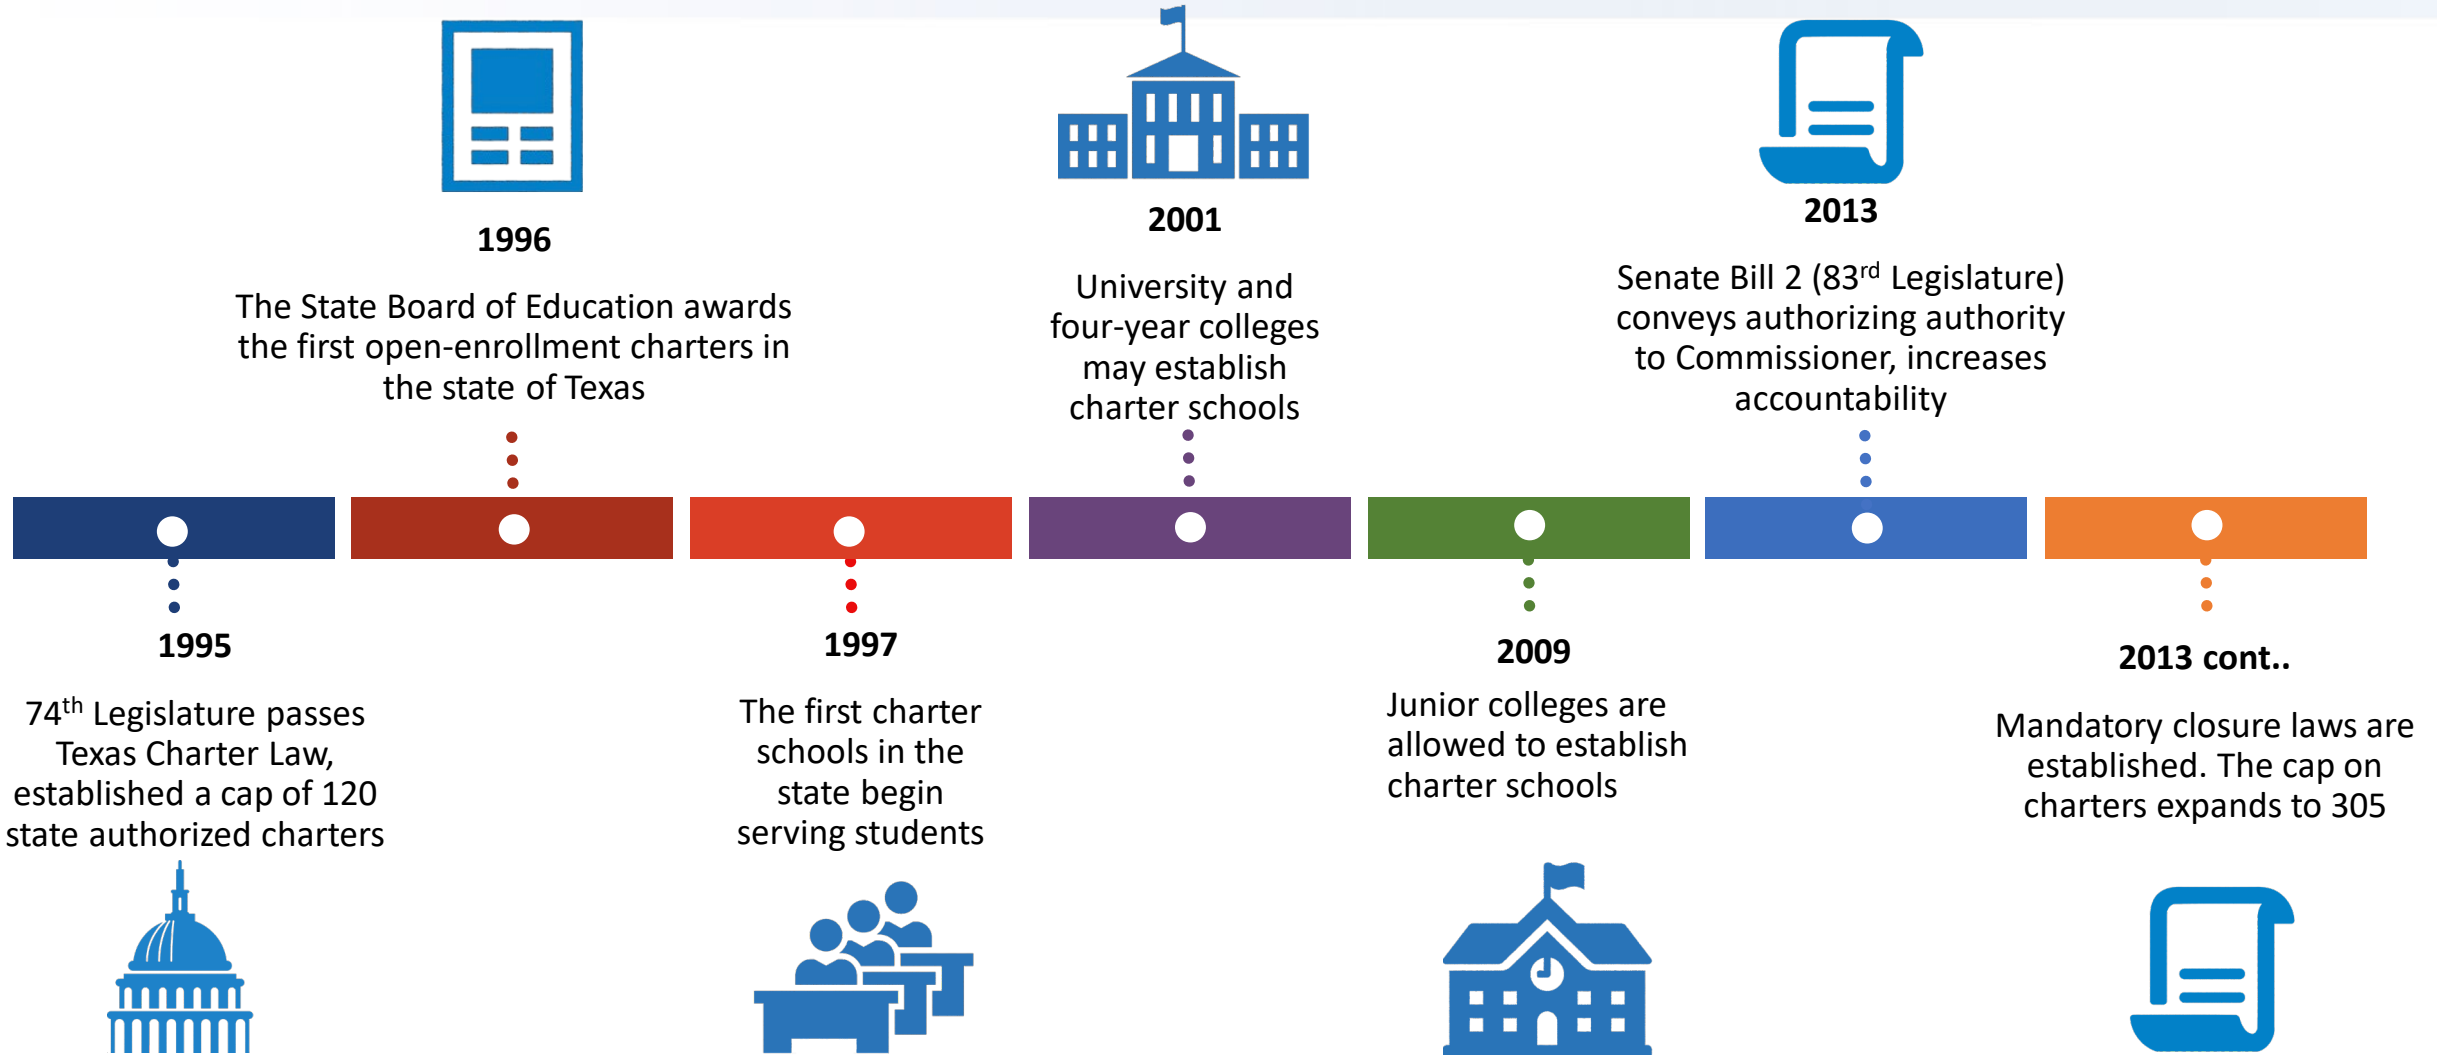 1996
The State Board of Education awards
the first open-enrollment charters in
the state of Texas
2001
University and
four-year colleges
may establish
charter schools
2013
Senate Bill 2 (83rd Legislature)
conveys authorizing authority
to Commissioner, increases
accountability
1995
74th Legislature passes
Texas Charter Law,
established a cap of 120
state authorized charters
1997
The first charter
schools in the
state begin
serving students
2009
Junior colleges are
allowed to establish
charter schools
2013 cont..
Mandatory closure laws are
established. The cap on
charters expands to 305